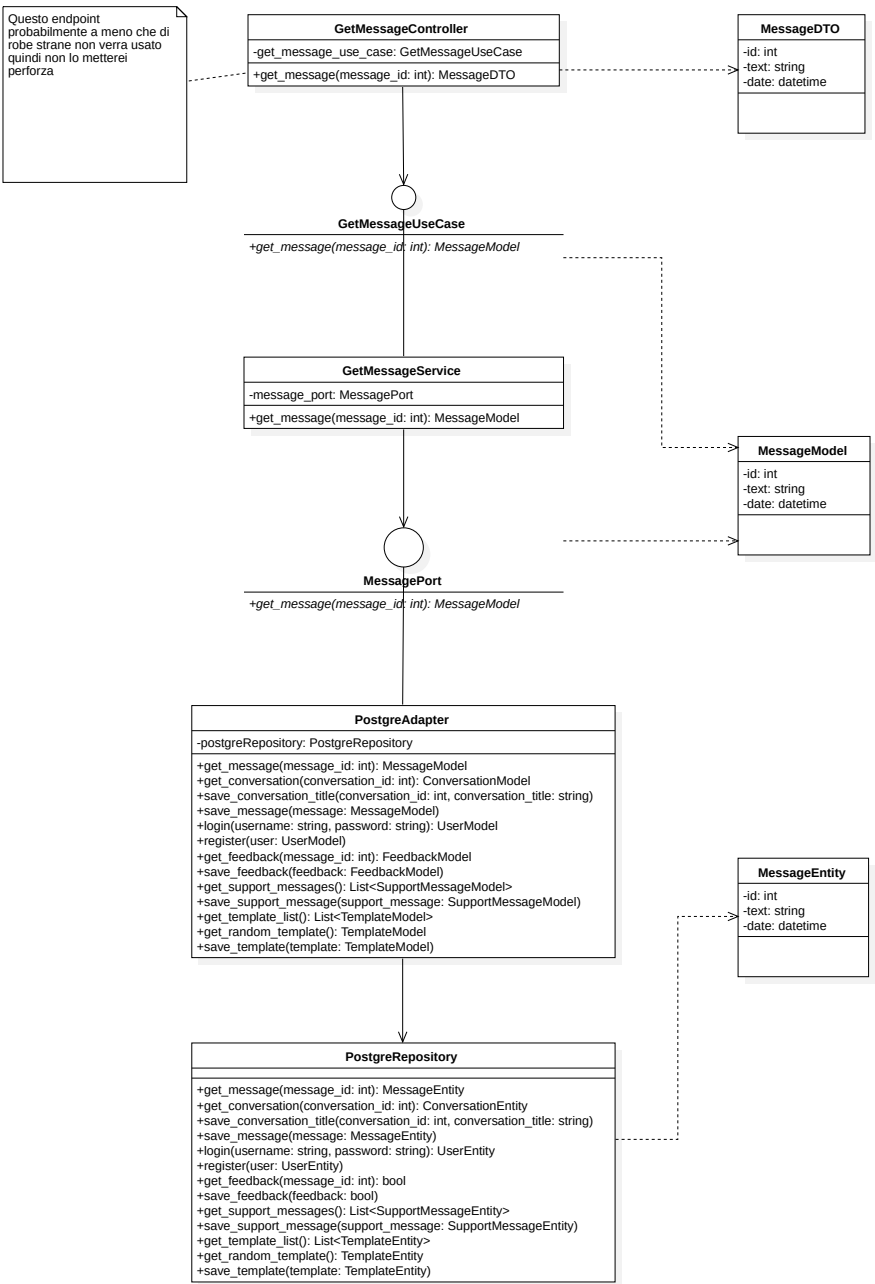 Questo endpoint
probabilmente a meno che di
robe strane non verra usato
quindi non lo metterei
perforza
GetMessageController
-get_message_use_case: GetMessageUseCase
+get_message(message_id: int): MessageDTO
MessageDTO
-id: int
-text: string
-date: datetime
GetMessageUseCase
+get_message(message_id: int): MessageModel
GetMessageService
-message_port: MessagePort
+get_message(message_id: int): MessageModel
MessageModel
-id: int
-text: string
-date: datetime
MessagePort
+get_message(message_id: int): MessageModel
PostgreAdapter
-postgreRepository: PostgreRepository
+get_message(message_id: int): MessageModel
+get_conversation(conversation_id: int): ConversationModel
+save_conversation_title(conversation_id: int, conversation_title: string)
+save_message(message: MessageModel)
+login(username: string, password: string): UserModel
+register(user: UserModel)
+get_feedback(message_id: int): FeedbackModel
+save_feedback(feedback: FeedbackModel)
+get_support_messages(): List<SupportMessageModel>
+save_support_message(support_message: SupportMessageModel)
+get_template_list(): List<TemplateModel>
+get_random_template(): TemplateModel
+save_template(template: TemplateModel)
MessageEntity
-id: int
-text: string
-date: datetime
PostgreRepository
+get_message(message_id: int): MessageEntity
+get_conversation(conversation_id: int): ConversationEntity
+save_conversation_title(conversation_id: int, conversation_title: string)
+save_message(message: MessageEntity)
+login(username: string, password: string): UserEntity
+register(user: UserEntity)
+get_feedback(message_id: int): bool
+save_feedback(feedback: bool)
+get_support_messages(): List<SupportMessageEntity>
+save_support_message(support_message: SupportMessageEntity)
+get_template_list(): List<TemplateEntity>
+get_random_template(): TemplateEntity
+save_template(template: TemplateEntity)